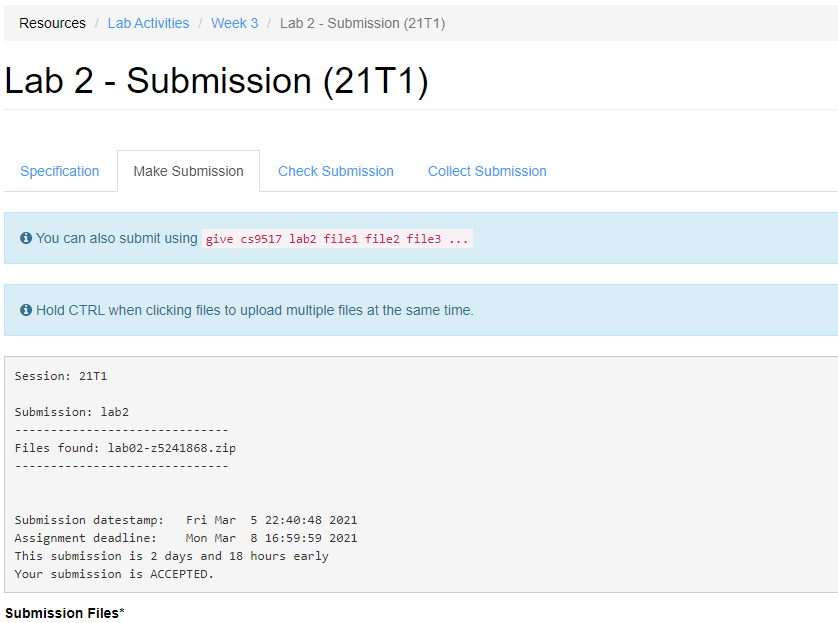 Resources / Lab Activities / Week 3 / Lab 2 - Submission (21T1)
Lab 2 - Submission (21T1)
Specification Make Submission Check Submission Collect Submission
You can also submit using give cs9517 lab2 file1 file2 file3 ...
Hold CTRL when clicking files to upload multiple files at the same time.
Session: 21T1
Submission: lab2
------------------------------
Files found: lab02-z5241868.zip
------------------------------
Submission datestamp:   Fri Mar  5 22:40:48 2021
Assignment deadline:    Mon Mar  8 16:59:59 2021
This submission is 2 days and 18 hours early
Your submission is ACCEPTED.
Submission Files*